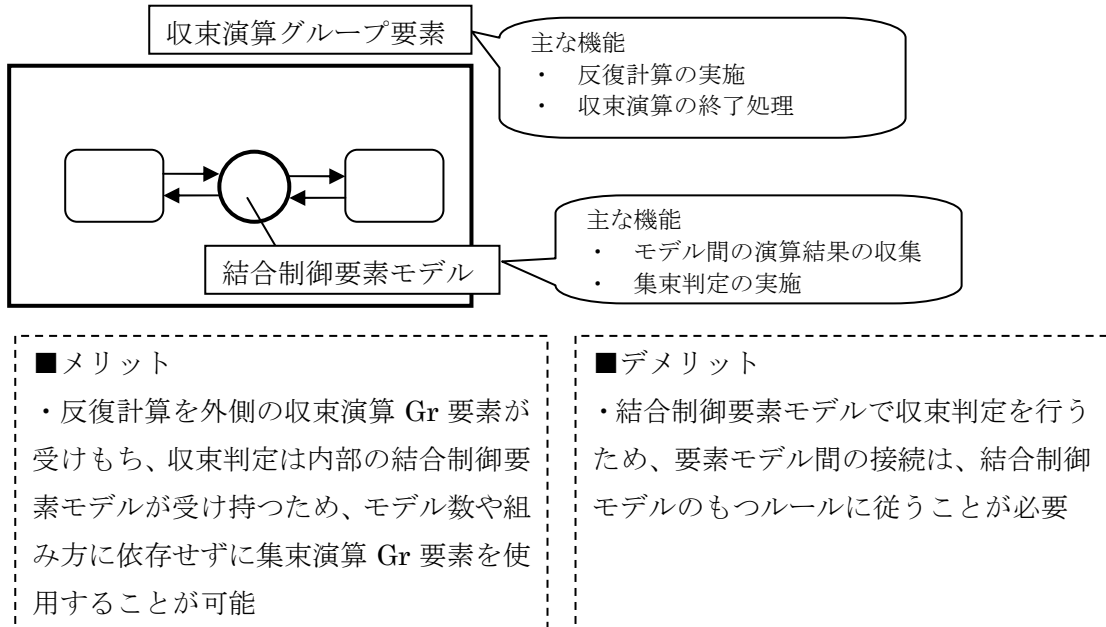 収束演算グループ要素
主な機能
・ 反復計算の実施
・ 収束演算の終了処理
主な機能
・ モデル間の演算結果の収集
・ 集束判定の実施
結合制御要素モデル
■メリット
・反復計算を外側の収束演算 Gr 要素が
受けもち、収束判定は内部の結合制御要
素モデルが受け持つため、モデル数や組
み方に依存せずに集束演算 Gr 要素を使
用することが可能
■デメリット
・結合制御要素モデルで収束判定を行う
ため、要素モデル間の接続は、結合制御
モデルのもつルールに従うことが必要